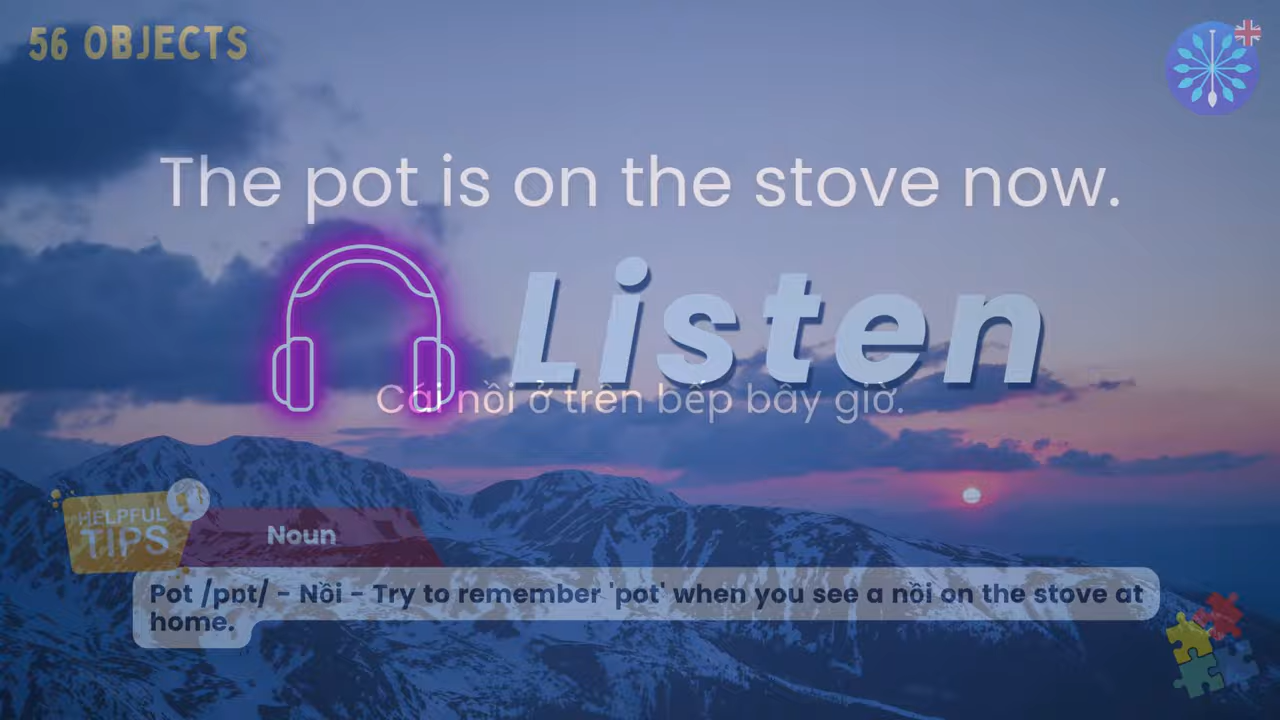 56 OBJECTS
The pot is on the stove now.
Listen
Cái nồi ở trên bếp bây giờ.
HELPFUL
TIPS
Noun
Pot /pɒt/ - Nồi - Try to remember 'pot' when you see a nồi on the stove at
home.